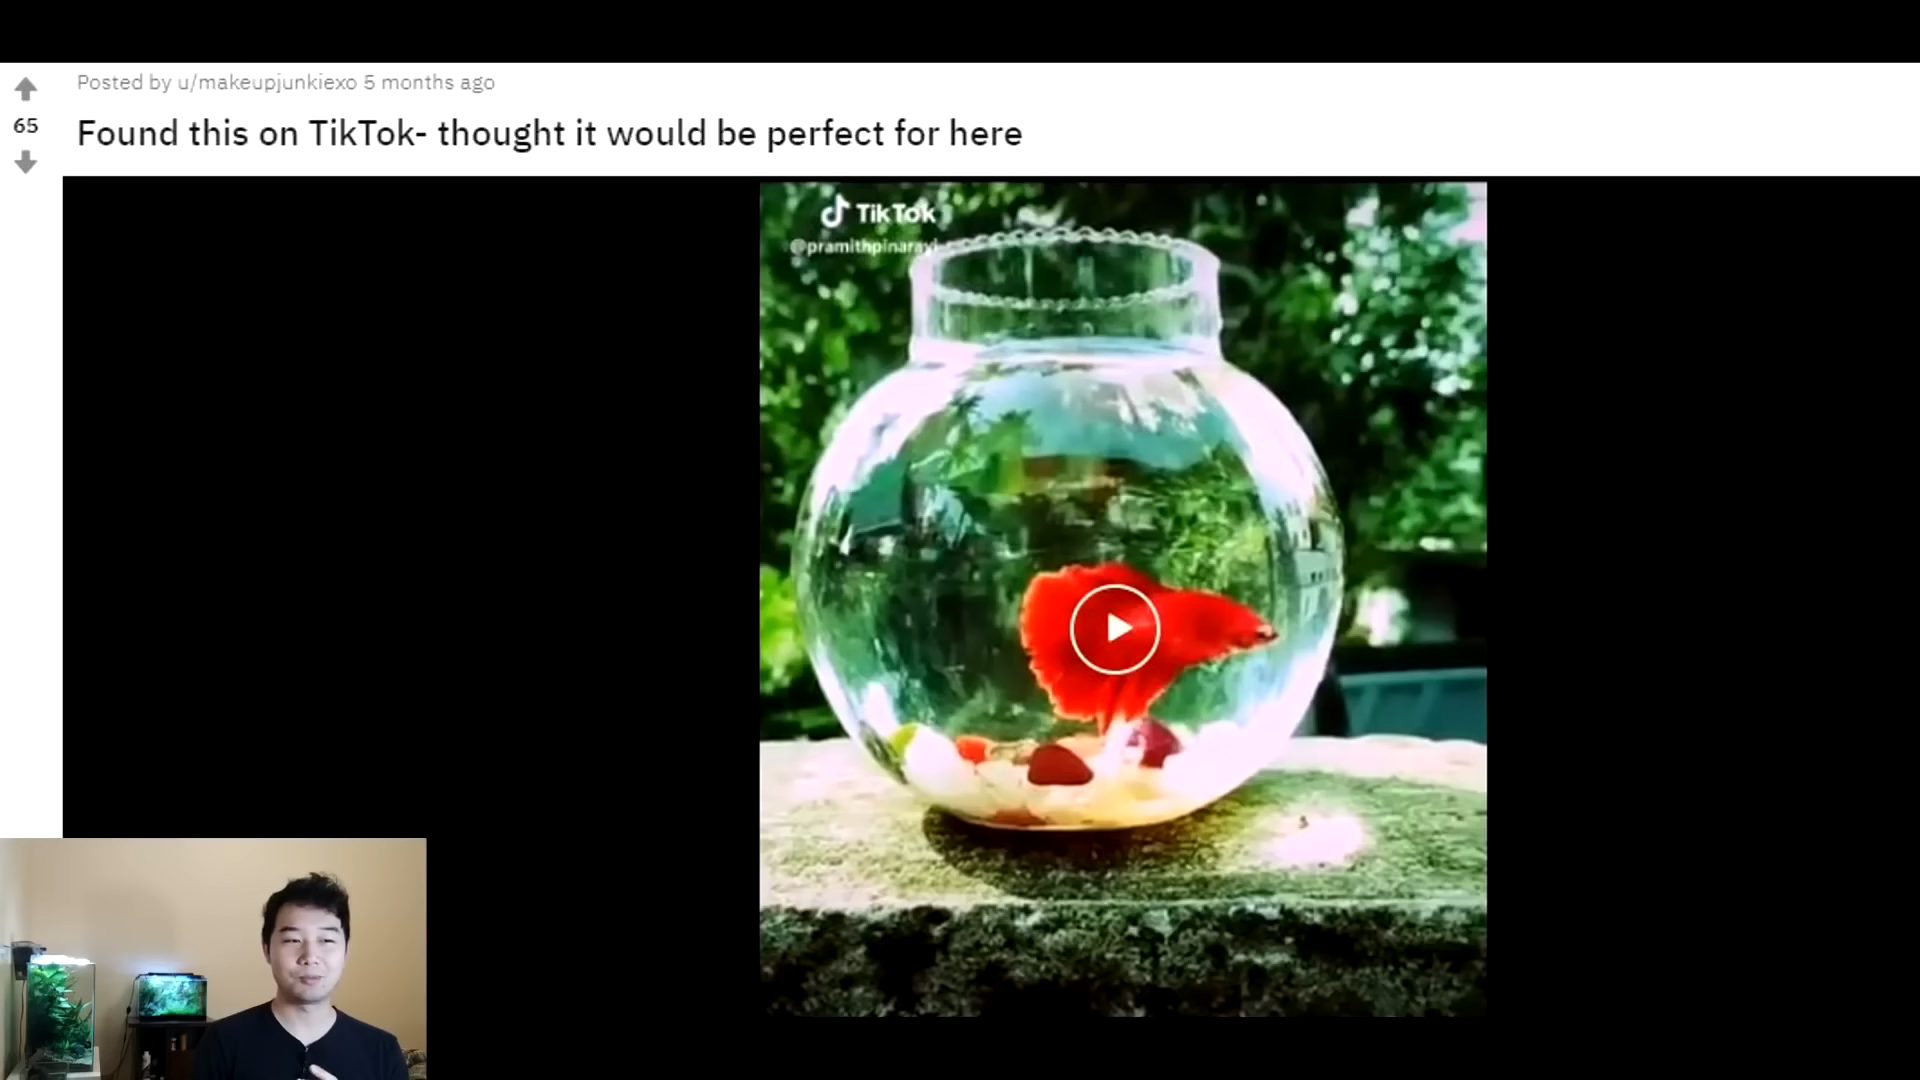 Posted by u/makeupjunkiexo 5 months ago
65
Found this on TikTok- thought it would be perfect for here
TikTok
@pramithpinarayi